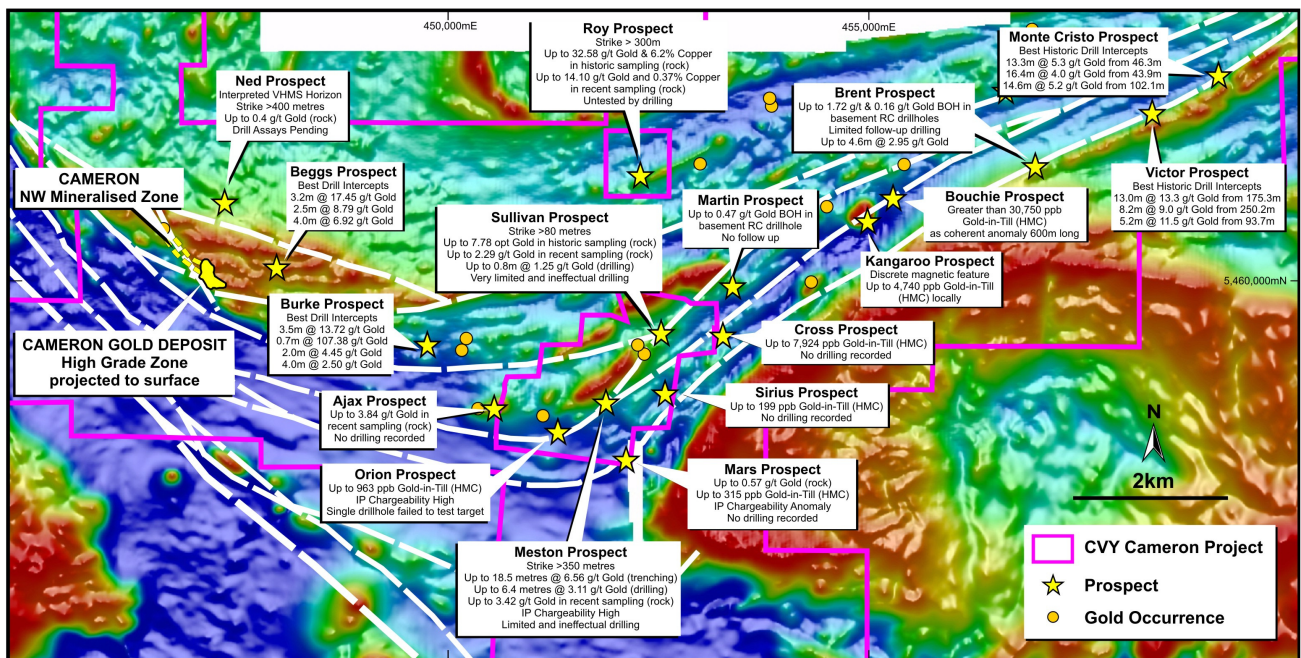 450,000mE
455,000mE
Roy Prospect
Strike > 300m
Up to 32.58 g/t Gold & 6.2% Copper
in historic sampling (rock)
Up to 14.10 g/t Gold and 0.37% Copper
in recent sampling (rock)
Untested by drilling
Monte Cristo Prospect
Best Historic Drill Intercepts
13.3m @ 5.3 g/t Gold from 46.3m
16.4m @ 4.0 g/t Gold from 43.9m
14.6m @ 5.2 g/t Gold from 102.1m
Ned Prospect
Interpreted VHMS Horizon
Strike >400 metres
Up to 0.4 g/t Gold (rock)
Drill Assays Pending
Brent Prospect
Up to 1.72 g/t & 0.16 g/t Gold BOH in
basement RC drillholes
Limited follow-up drilling
Up to 4.6m @ 2.95 g/t Gold
CAMERON
NW Mineralised Zone
Beggs Prospect
Best Drill Intercepts
3.2m @ 17.45 g/t Gold
2.5m @ 8.79 g/t Gold
4.0m @ 6.92 g/t Gold
Victor Prospect
Best Historic Drill Intercepts
13.0m @ 13.3 g/t Gold from 175.3m
8.2m @ 9.0 g/t Gold from 250.2m
5.2m @ 11.5 g/t Gold from 93.7m
Sullivan Prospect
Strike >80 metres
Up to 7.78 opt Gold in historic sampling (rock)
Up to 2.29 g/t Gold in recent sampling (rock)
Up to 0.8m @ 1.25 g/t Gold (drilling)
Very limited and ineffectual drilling
Martin Prospect
Up to 0.47 g/t Gold BOH in
basement RC drillhole
No follow up
Bouchie Prospect
Greater than 30,750 ppb
Gold-in-Till (HMC)
as coherent anomaly 600m long
Kangaroo Prospect
Discrete magnetic feature
Up to 4,740 ppb Gold-in-Till
(HMC) locally
5,460,000mN
Burke Prospect
Best Drill Intercepts
3.5m @ 13.72 g/t Gold
0.7m @ 107.38 g/t Gold
2.0m @ 4.45 g/t Gold
4.0m @ 2.50 g/t Gold
CAMERON GOLD DEPOSIT
High Grade Zone
projected to surface
Cross Prospect
Up to 7,924 ppb Gold-in-Till (HMC)
No drilling recorded
Ajax Prospect
Up to 3.84 g/t Gold in
recent sampling (rock)
No drilling recorded
Sirius Prospect
Up to 199 ppb Gold-in-Till (HMC)
No drilling recorded
N
2km
Orion Prospect
Up to 963 ppb Gold-in-Till (HMC)
IP Chargeability High
Single drillhole failed to test target
Mars Prospect
Up to 0.57 g/t Gold (rock)
Up to 315 ppb Gold-in-Till (HMC)
IP Chargeability Anomaly
No drilling recorded
Meston Prospect
Strike >350 metres
Up to 18.5 metres @ 6.56 g/t Gold (trenching)
Up to 6.4 metres @ 3.11 g/t Gold (drilling)
Up to 3.42 g/t Gold in recent sampling (rock)
IP Chargeability High
Limited and ineffectual drilling
CVY Cameron Project
Prospect
Gold Occurrence